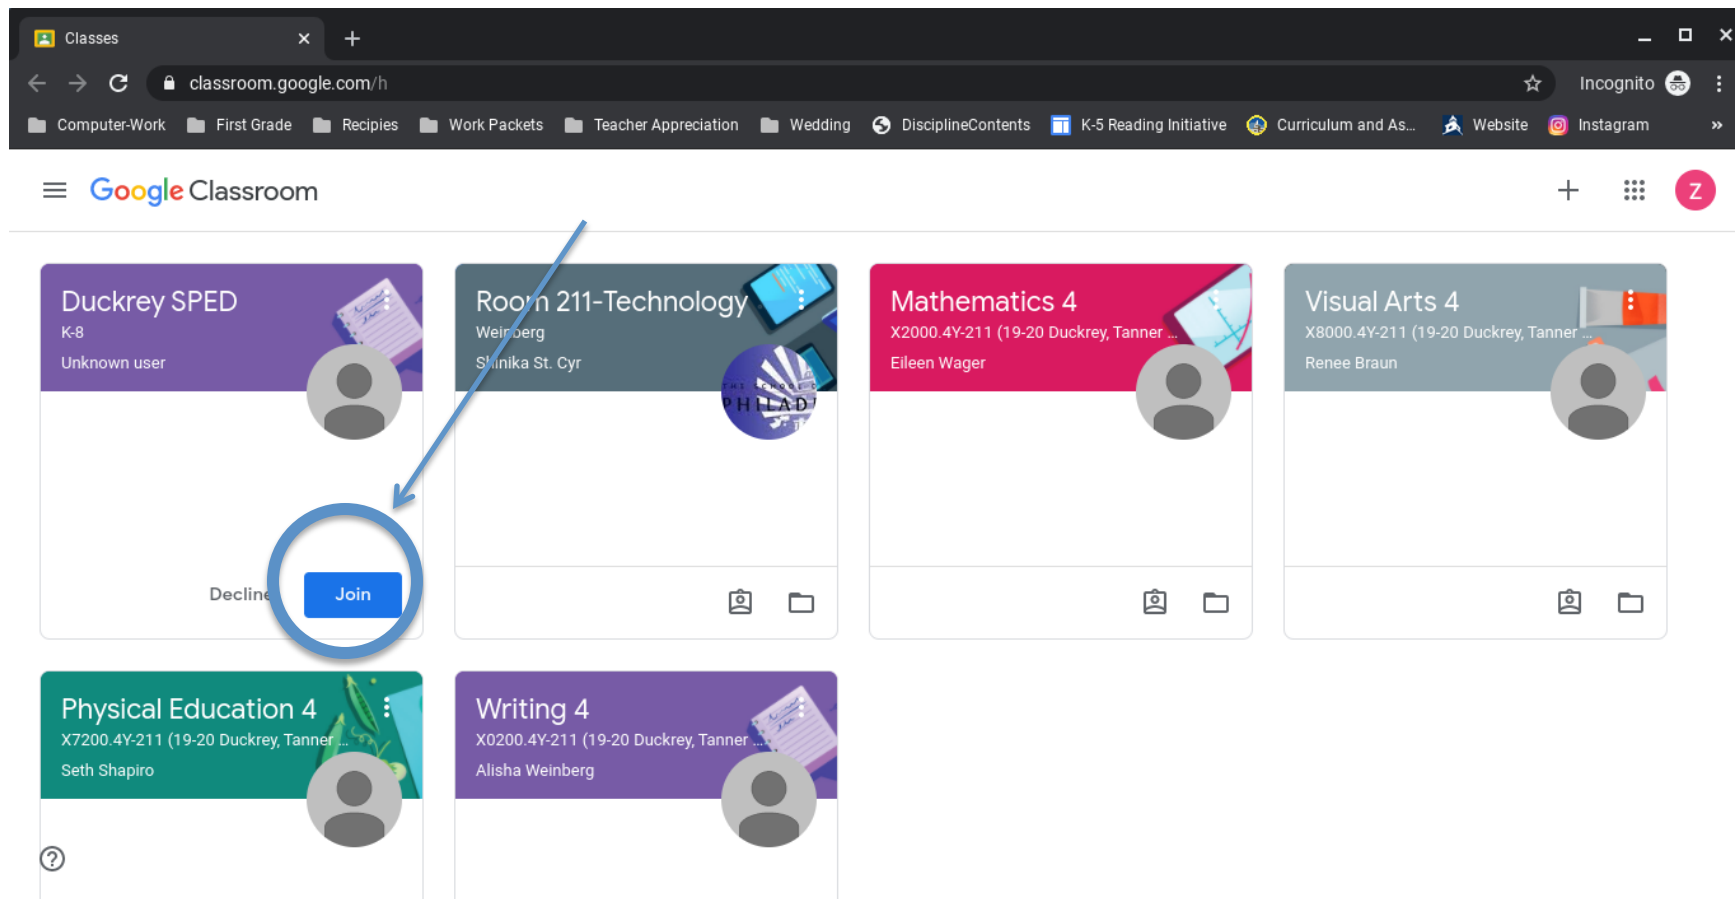 Classes
classroom.google.com/h
Incognito
Computer-Work First Grade Recipies Work Packets Teacher Appreciation Wedding DisciplineContents K-5 Reading Initiative Curriculum and As... Website Instagram »
Google Classroom
Z
Duckrey SPED
K-8
Unknown user
Decline
Join
Room 211-Technology
Weinberg
Shinika St. Cyr
THE SCHOOL
PHILAD
Mathematics 4
X2000.4Y-211 (19-20 Duckrey, Tanner ...
Eileen Wager
Visual Arts 4
X8000.4Y-211 (19-20 Duckrey, Tanner ...
Renee Braun
Physical Education 4
X7200.4Y-211 (19-20 Duckrey, Tanner ...
Seth Shapiro
Writing 4
X0200.4Y-211 (19-20 Duckrey, Tanner ...
Alisha Weinberg